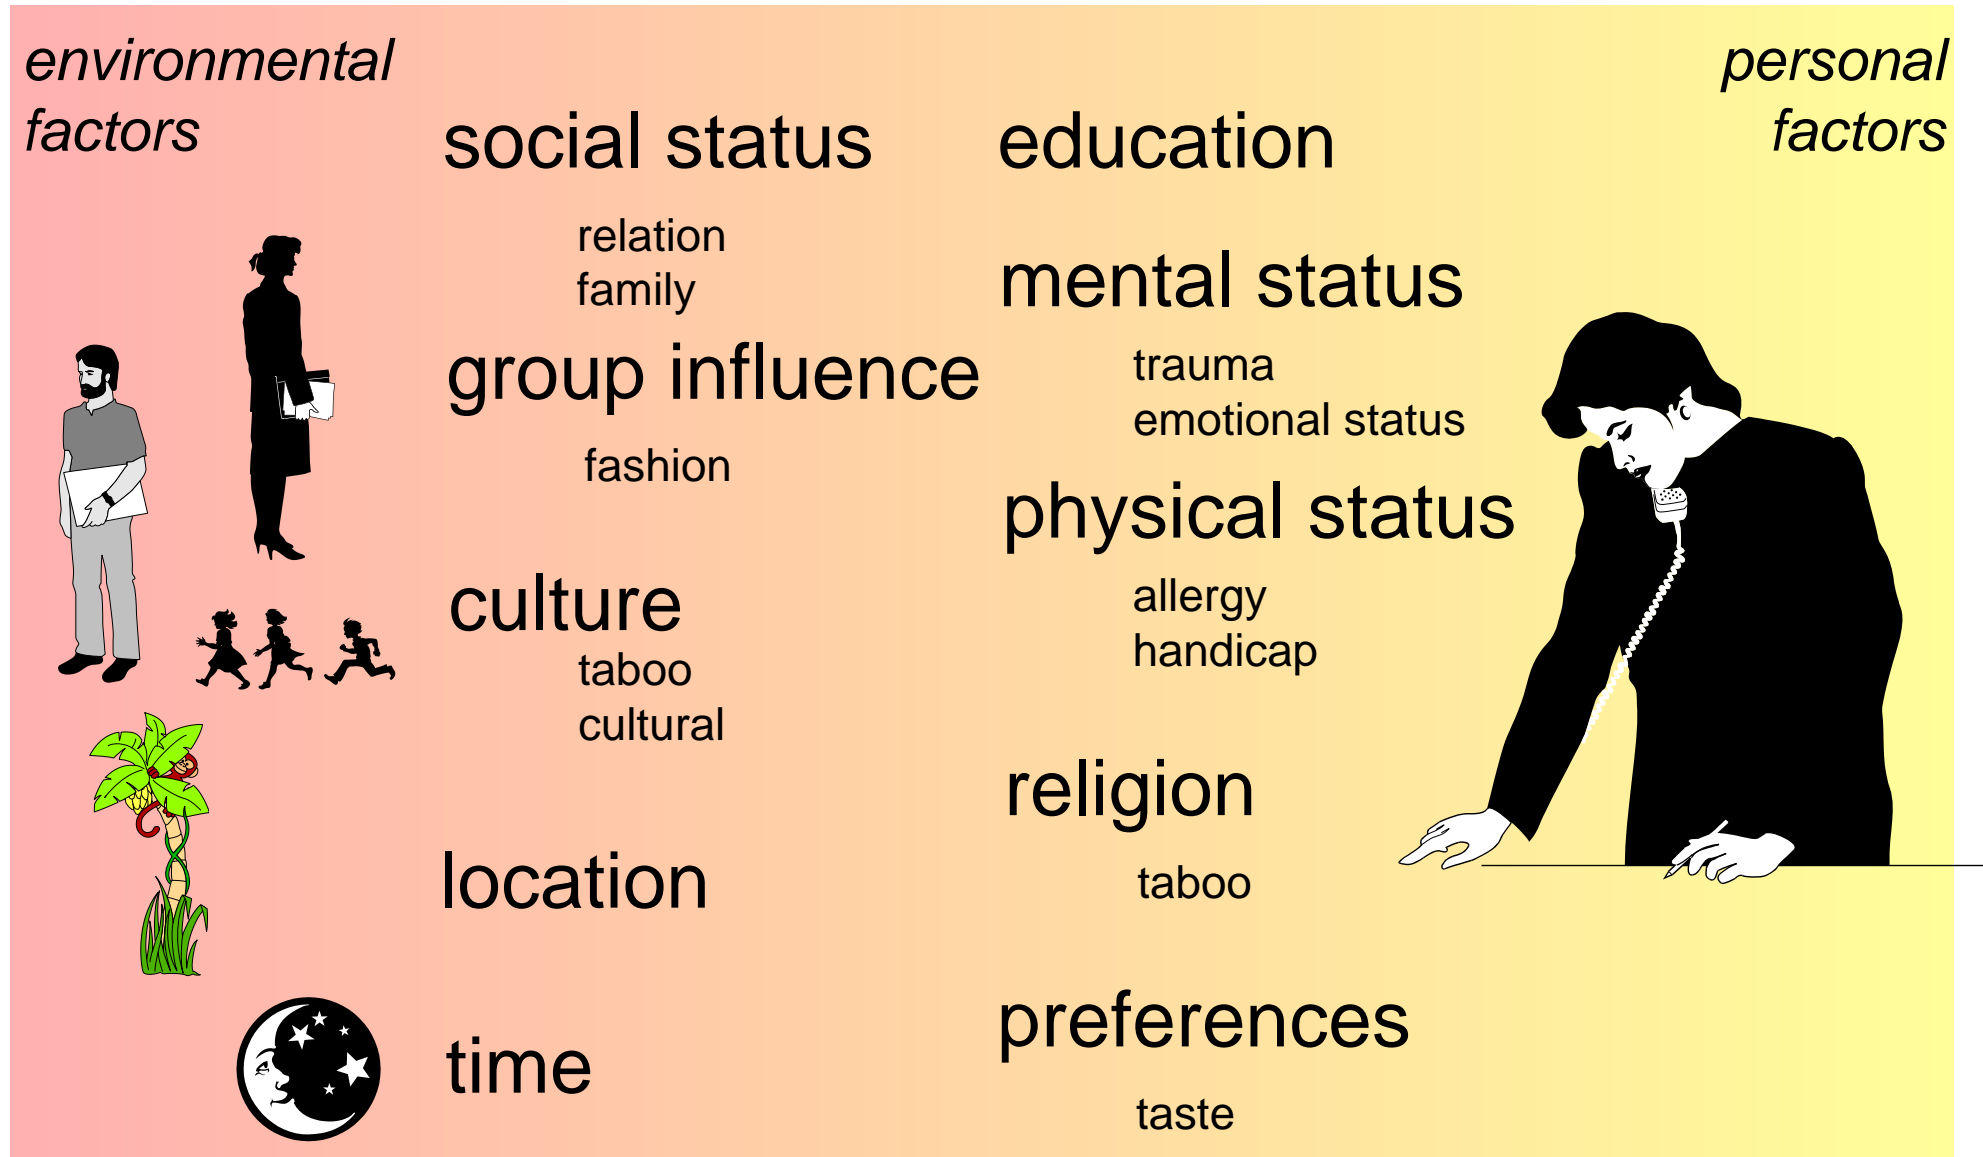 environmental
factors
social status
relation
family
group influence
fashion
culture
taboo
cultural
location
time
personal
factors
education
mental status
trauma
emotional status
physical status
allergy
handicap
religion
taboo
preferences
taste